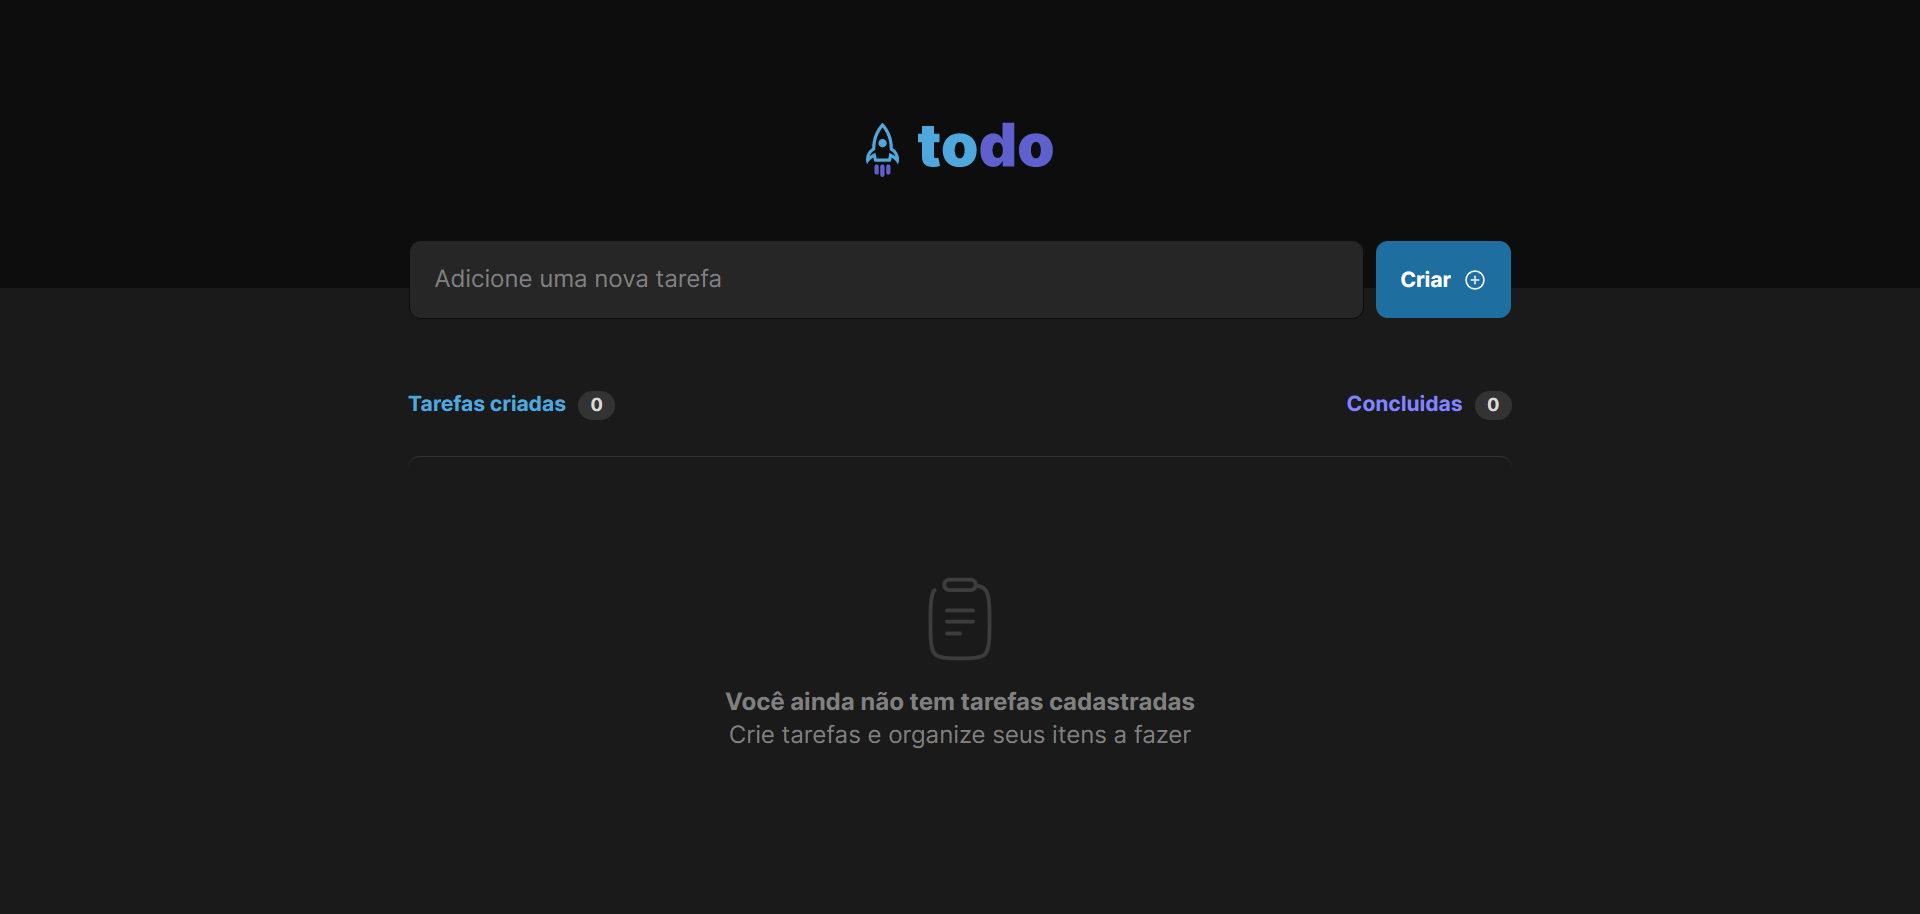 todo
Adicione uma nova tarefa
Criar
Tarefas criadas 0
Concluidas 0
Você ainda não tem tarefas cadastradas
Crie tarefas e organize seus itens a fazer